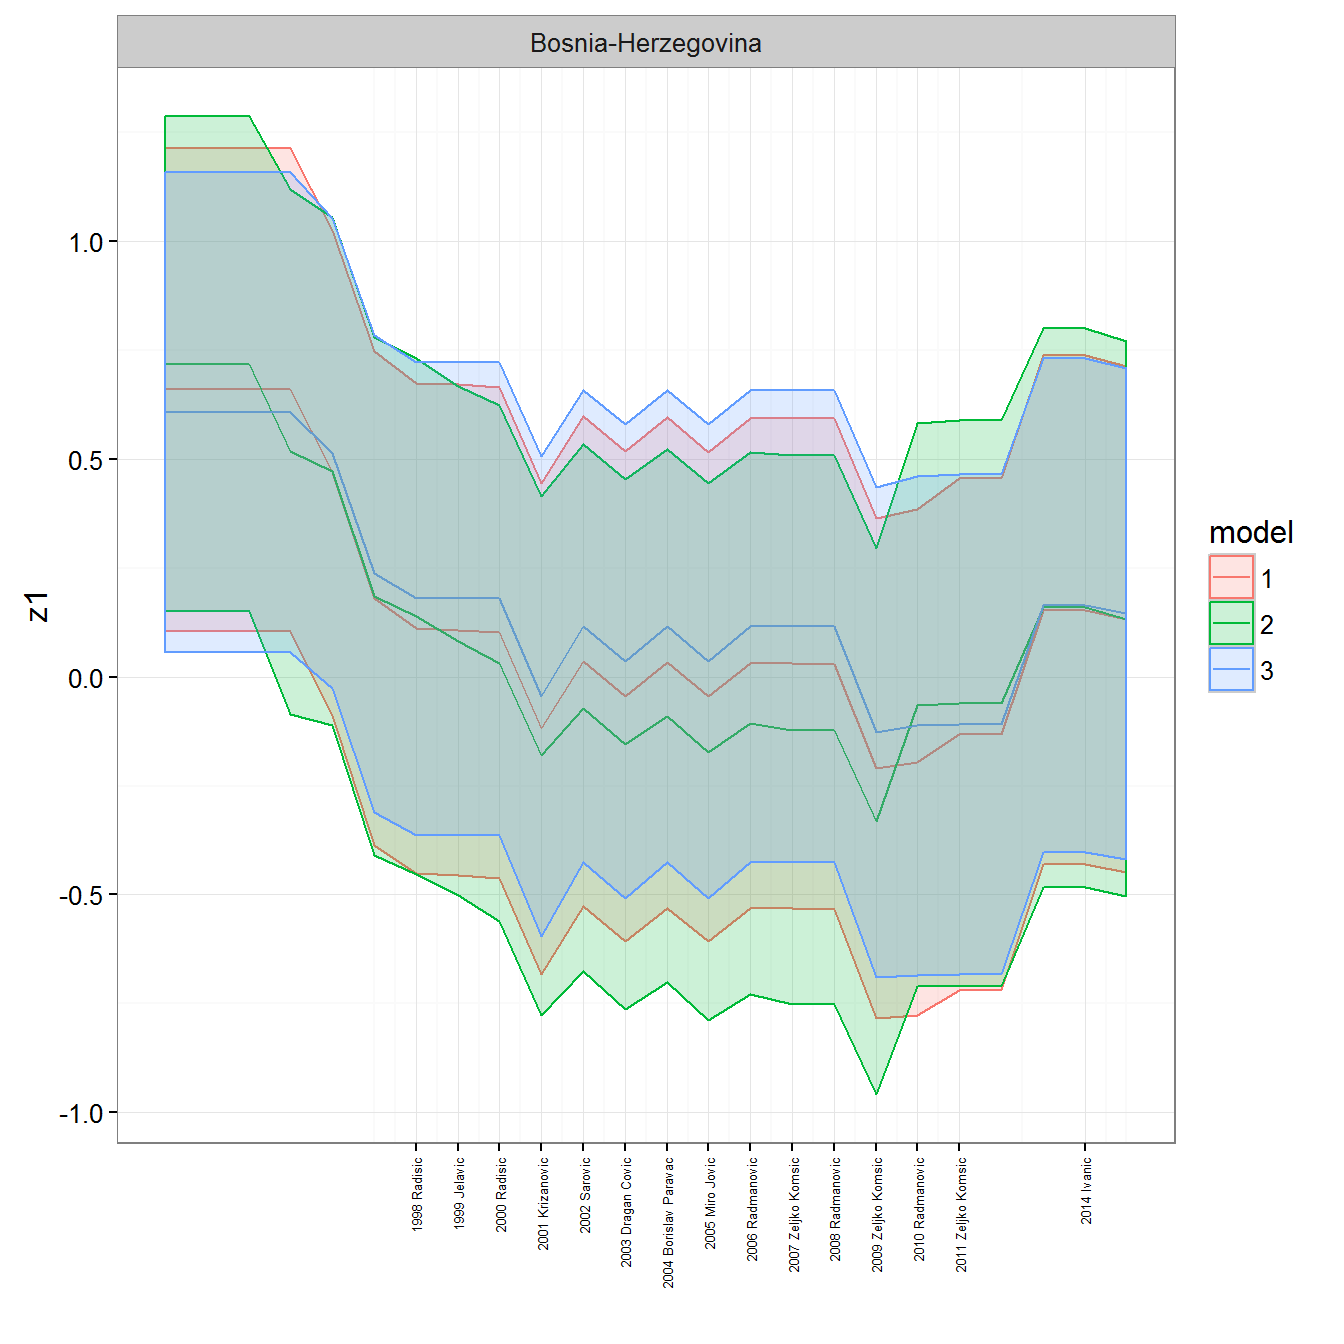 Bosnia-Herzegovina
1.0
0.5
0.0
-0.5
-1.0
z1
1998 Radisic
1999 Jelavic
2000 Radisic
2001 Krizanovic
2002 Sarovic
2003 Dragan Covic
2004 Borislav Paravac
2005 Miro Jovic
2006 Radmanovic
2007 Zeljko Komsic
2008 Radmanovic
2009 Zeljko Komsic
2010 Radmanovic
2011 Zeljko Komsic
2014 Ivanic
model
1
2
3